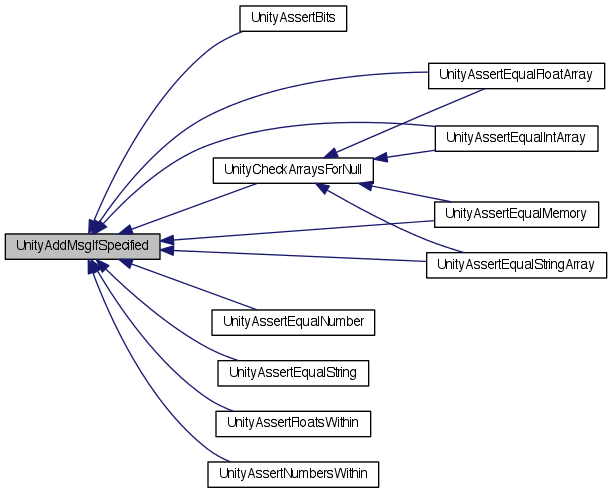 UnityAssertBits
UnityAssertEqualFloatArray
UnityAssertEqualIntArray
UnityCheckArraysForNull
UnityAssertEqualMemory
UnityAddMsgIfSpecified
UnityAssertEqualStringArray
UnityAssertEqualNumber
UnityAssertEqualString
UnityAssertFloatsWithin
UnityAssertNumbersWithin